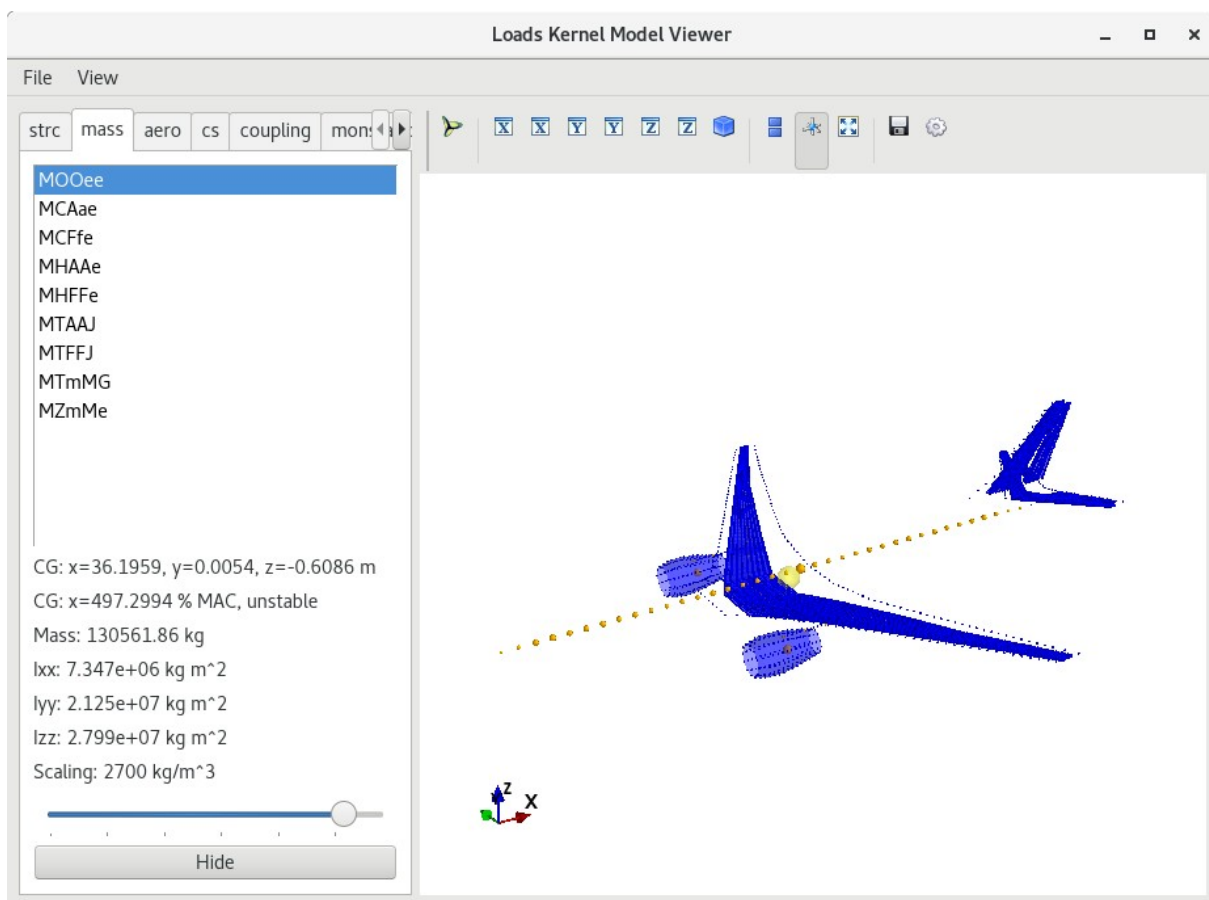 Loads Kernel Model Viewer
File View
strc mass aero cs coupling
X X Y Y Z Z
MOOee
MCAae
MCFfe
MHAAe
MHFFe
MTAAJ
MTFFJ
MTmMG
MZmMe
CG: x=36.1959, y=0.0054, z=-0.6086 m
CG: x=497.2994 % MAC, unstable
Mass: 130561.86 kg
Ixx: 7.347e+06 kg m^2
Iyy: 2.125e+07 kg m^2
Izz: 2.799e+07 kg m^2
Scaling: 2700 kg/m^3
Hide
Z
X